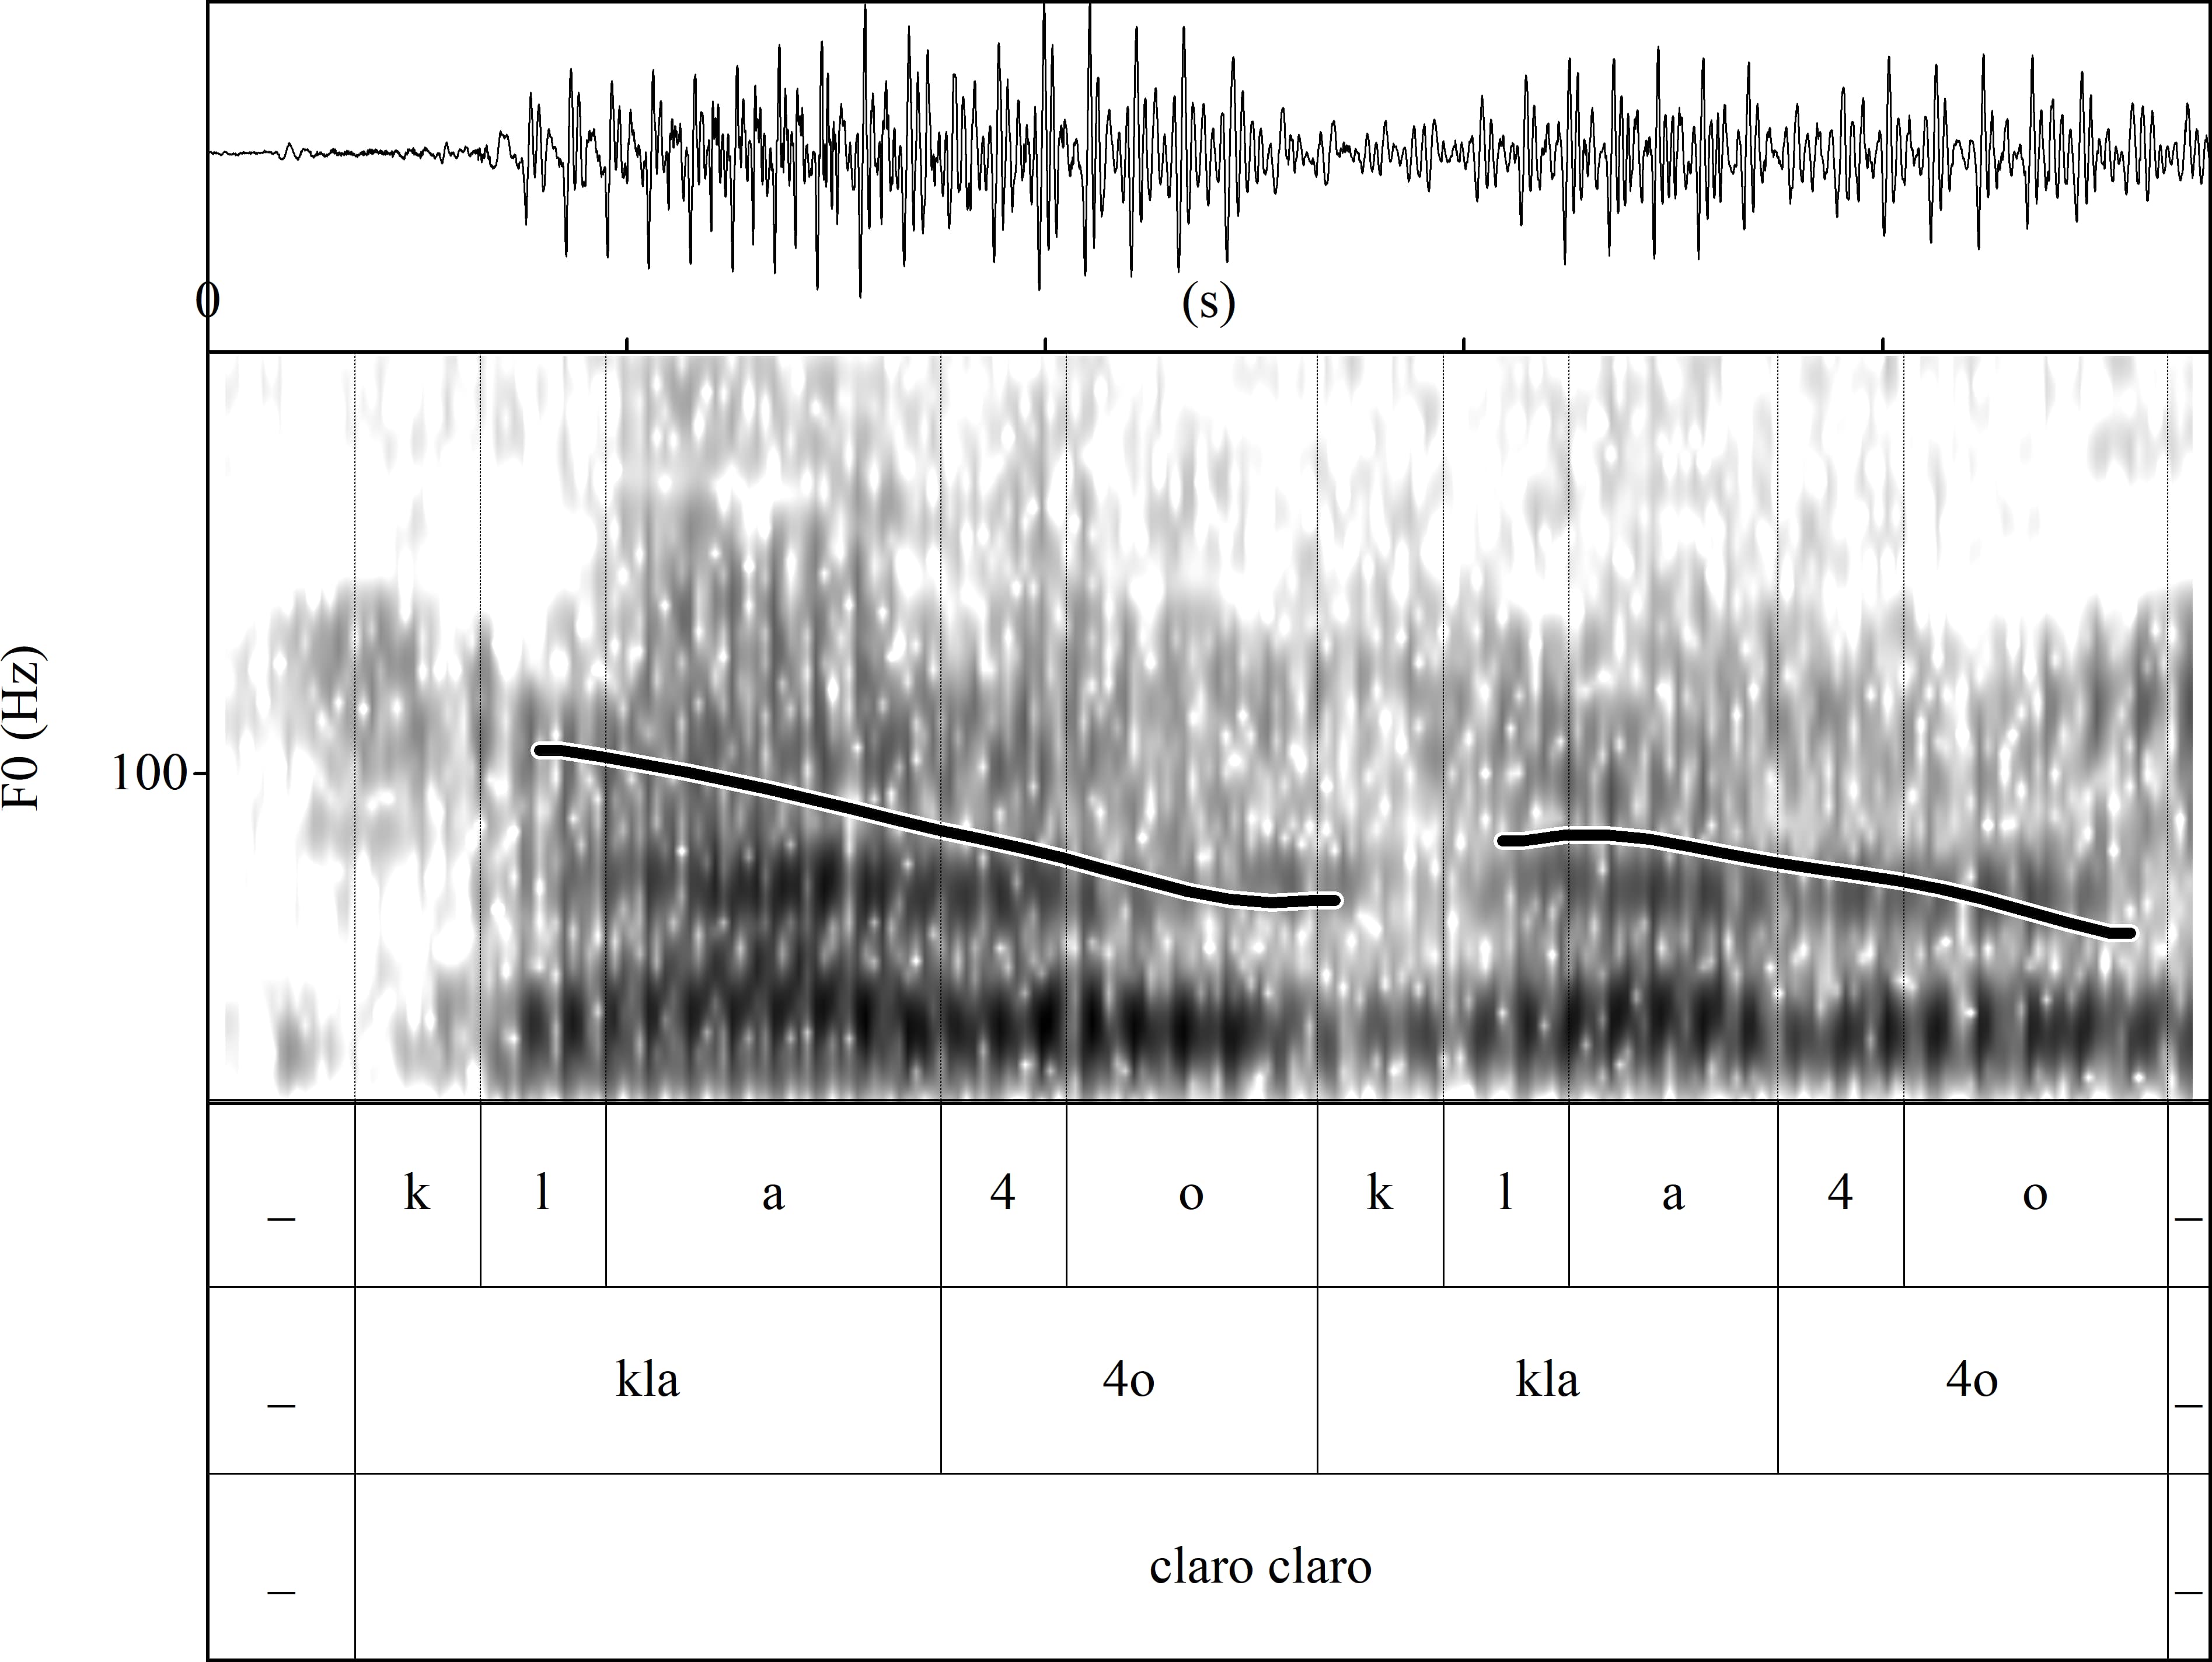 0 (s)
F0 (Hz)
100
_ k l a 4 o k l a 4 o _
_ kla 4o kla 4o _
_ claro claro _